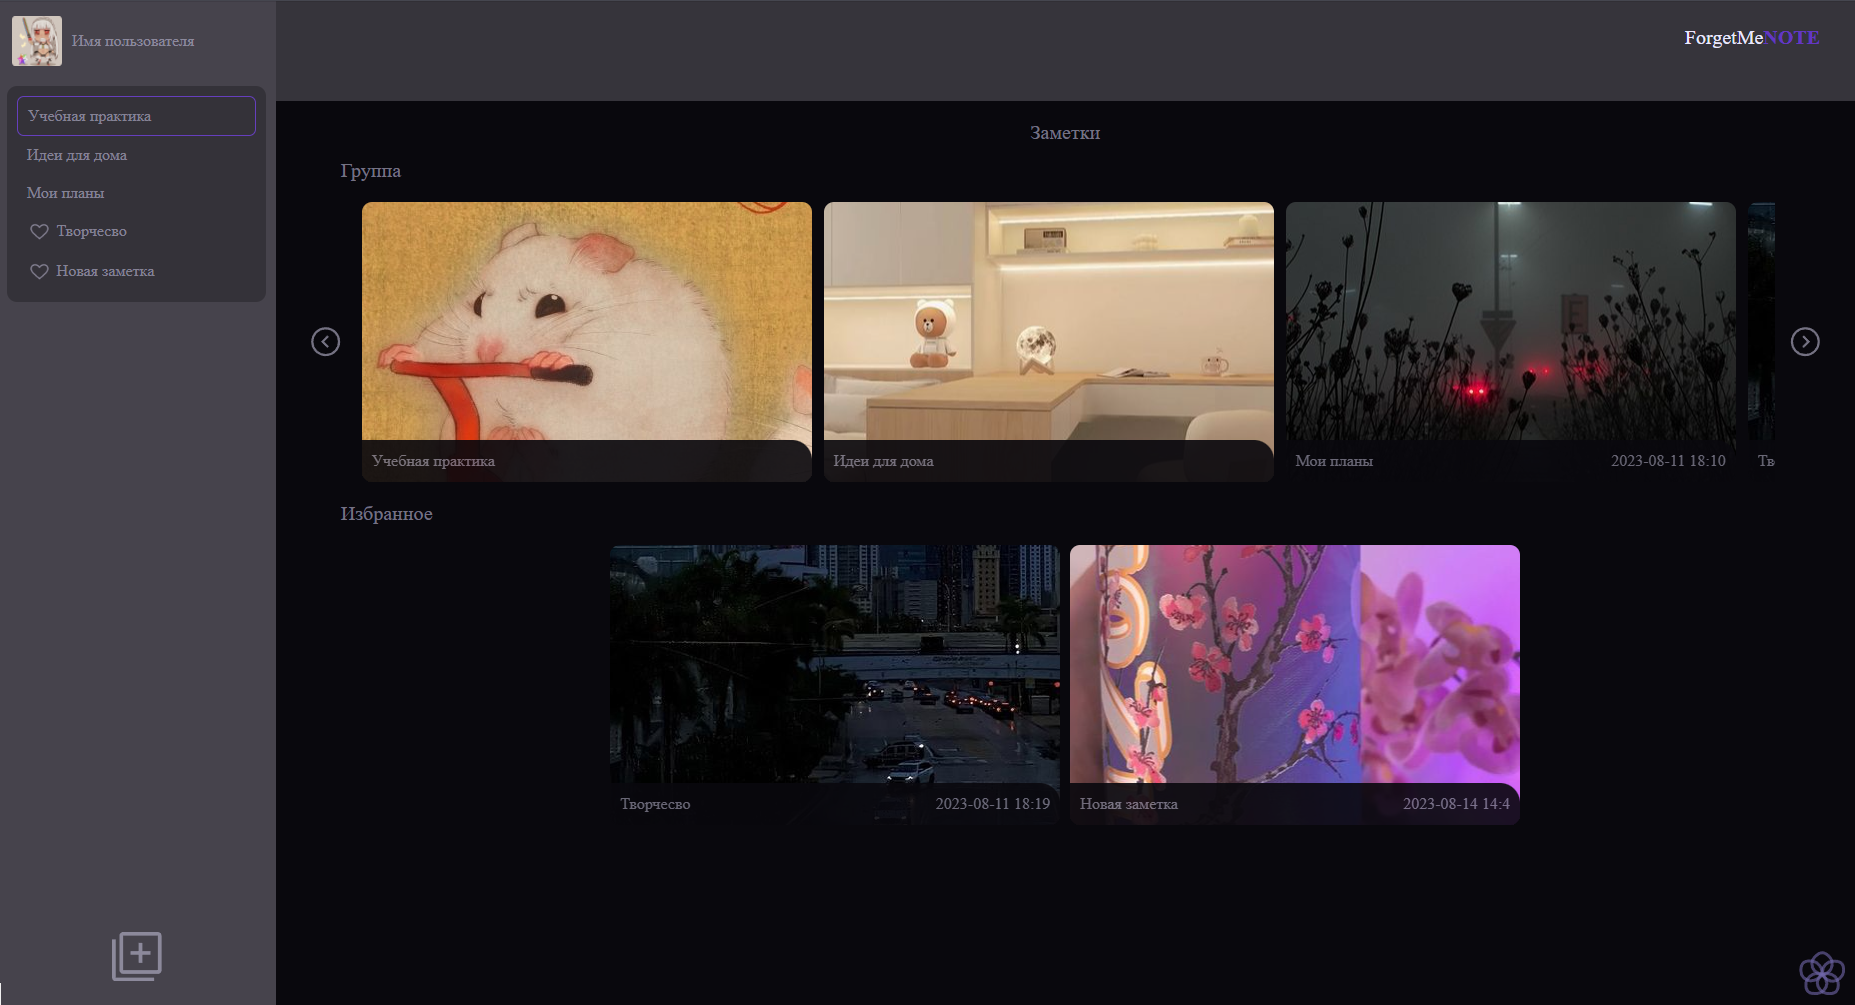 Имя пользователя
ForgetMeNOTE
Учебная практика
Идеи для дома
Мои планы
Творчесво
Новая заметка
Заметки
Группа
Учебная практика
Идеи для дома
Мои планы 2023-08-11 18:10
Тв
Избранное
Творчесво 2023-08-11 18:19
Новая заметка 2023-08-14 14:4